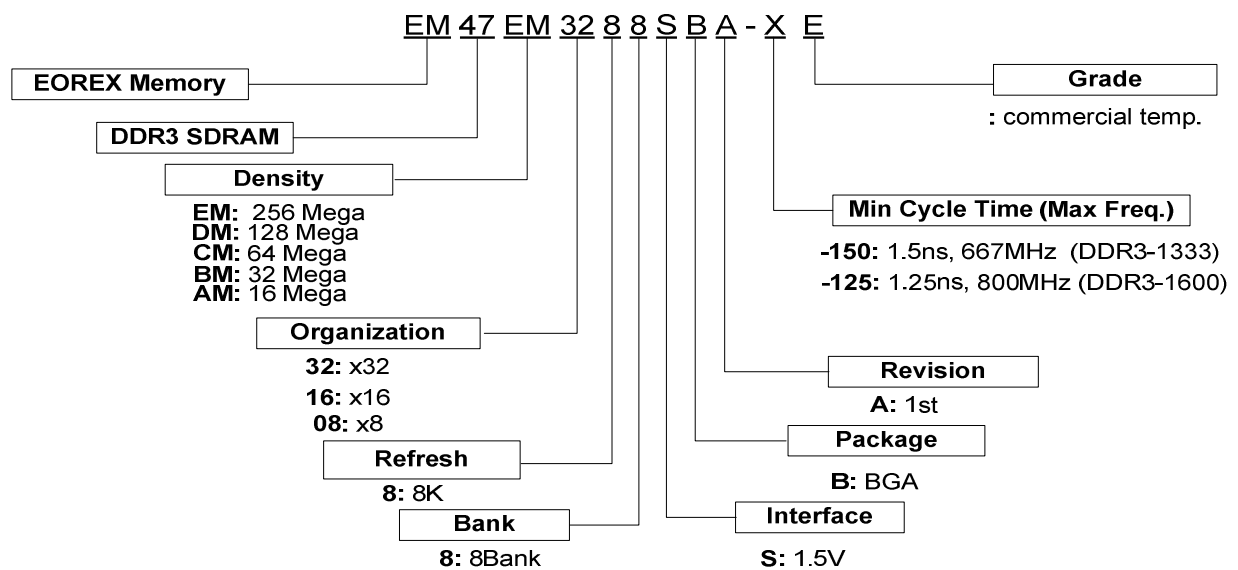 EM 47 EM 32 8 8 S B A - X E
EOREX Memory
Grade
: commercial temp.
DDR3 SDRAM
Density
EM: 256 Mega
DM: 128 Mega
CM: 64 Mega
BM: 32 Mega
AM: 16 Mega
Min Cycle Time (Max Freq.)
-150: 1.5ns, 667MHz (DDR3-1333)
-125: 1.25ns, 800MHz (DDR3-1600)
Organization
32: x32
16: x16
08: x8
Revision
A: 1st
Refresh
8: 8K
Package
B: BGA
Bank
8: 8Bank
Interface
S: 1.5V